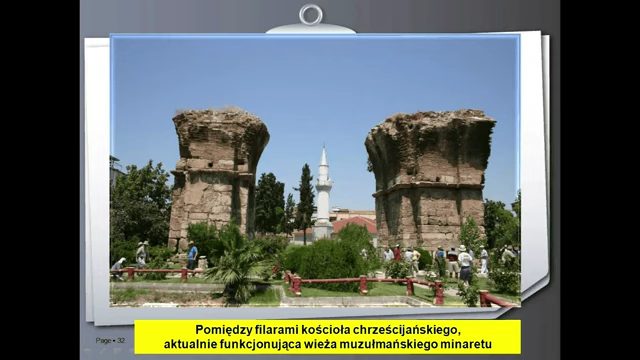 Pomiędzy filarami kościoła chrześcijańskiego,
aktualnie funkcjonująca wieża muzułmańskiego minaretu
Page ▪ 32